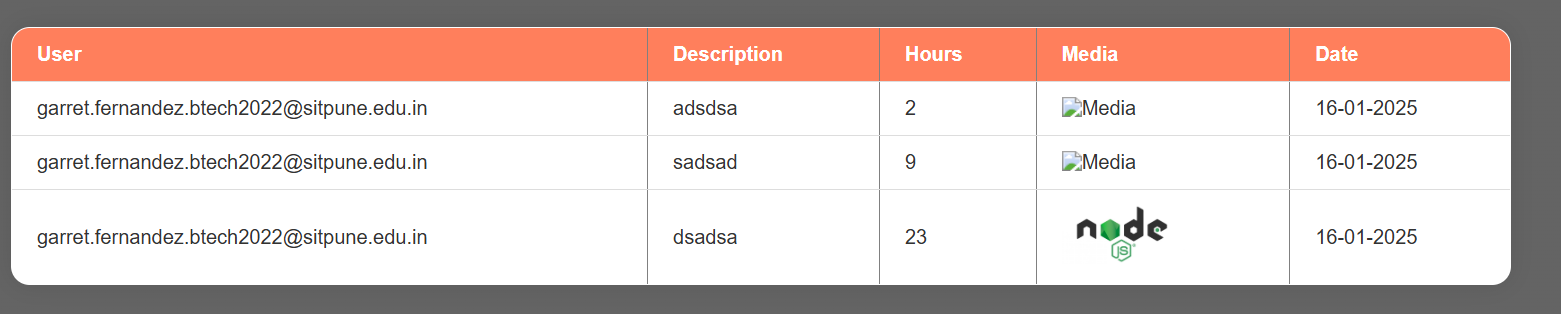 User Description Hours Media Date
garret.fernandez.btech2022@sitpune.edu.in adsdsa 2 Media 16-01-2025
garret.fernandez.btech2022@sitpune.edu.in sadsad 9 Media 16-01-2025
garret.fernandez.btech2022@sitpune.edu.in dsadsa 23 node JS 16-01-2025